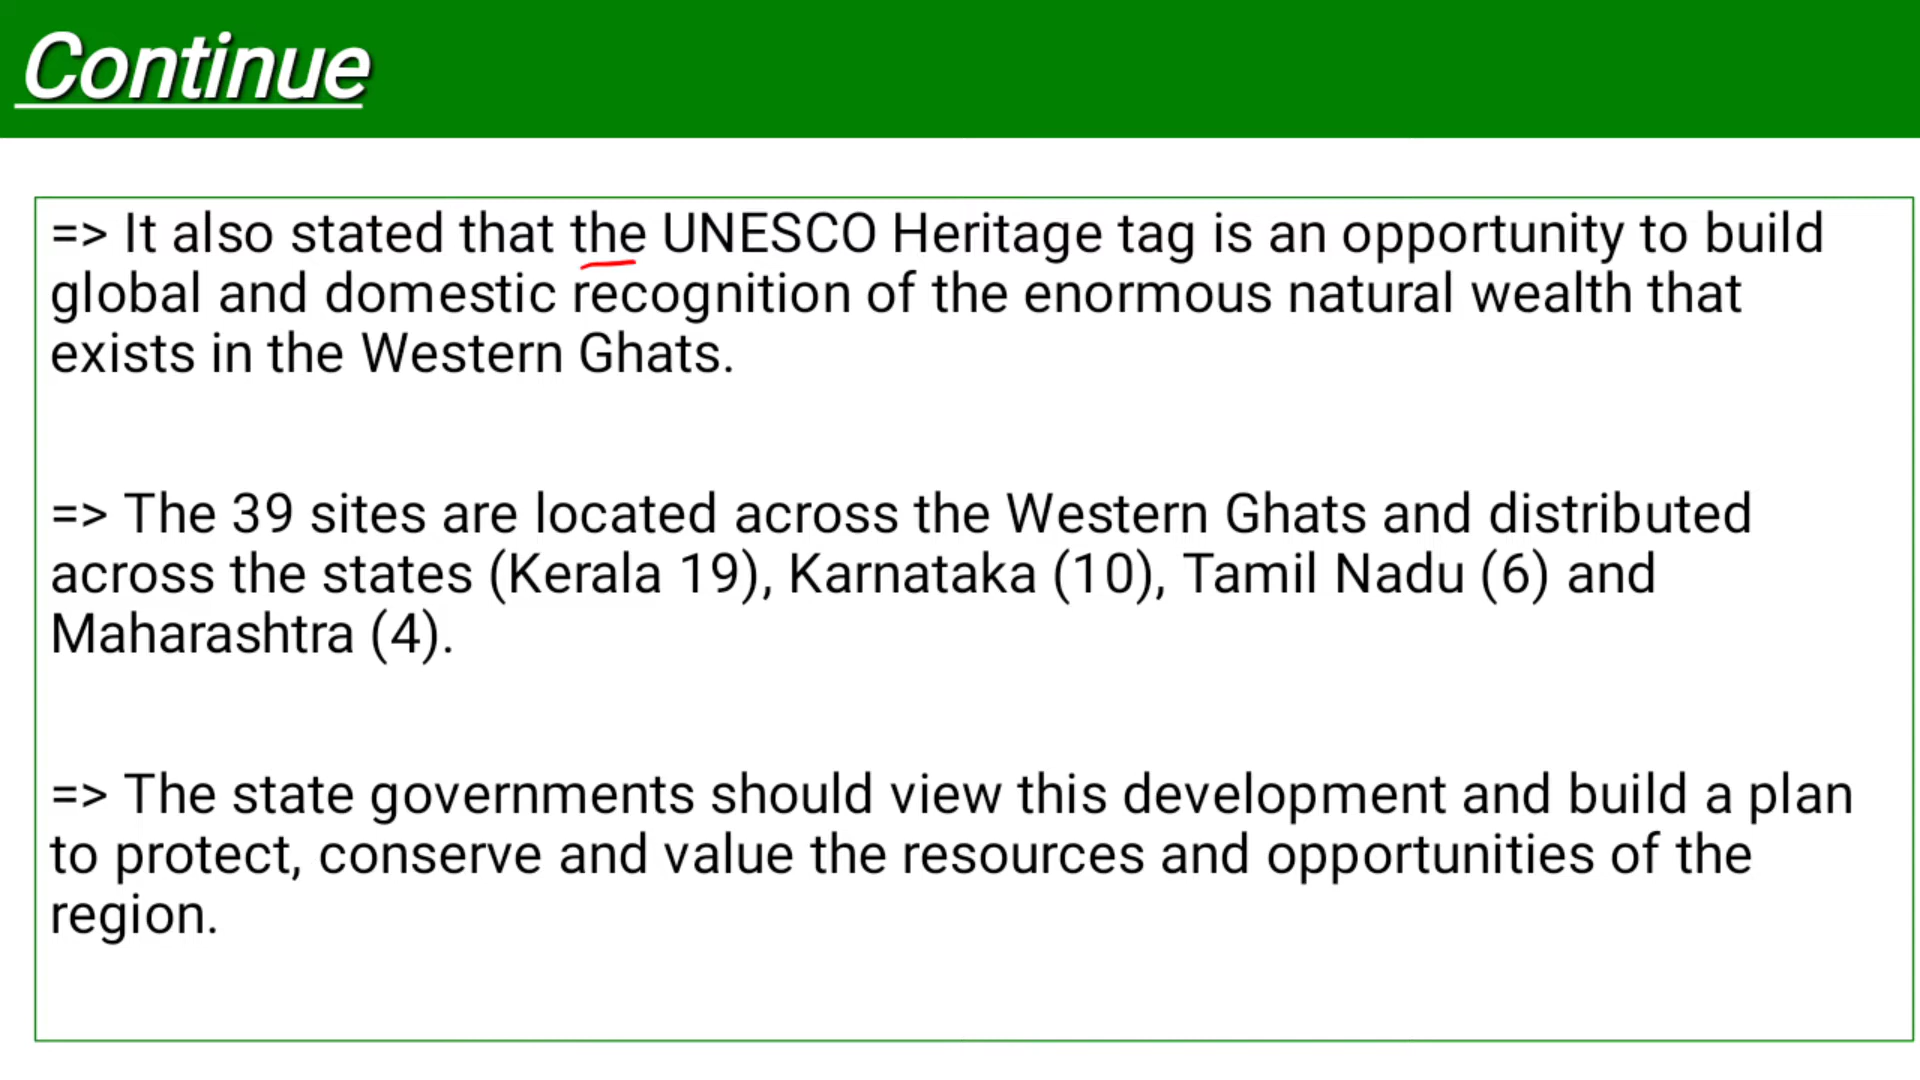 Continue
=> It also stated that the UNESCO Heritage tag is an opportunity to build
global and domestic recognition of the enormous natural wealth that
exists in the Western Ghats.
=> The 39 sites are located across the Western Ghats and distributed
across the states (Kerala 19), Karnataka (10), Tamil Nadu (6) and
Maharashtra (4).
=> The state governments should view this development and build a plan
to protect, conserve and value the resources and opportunities of the
region.